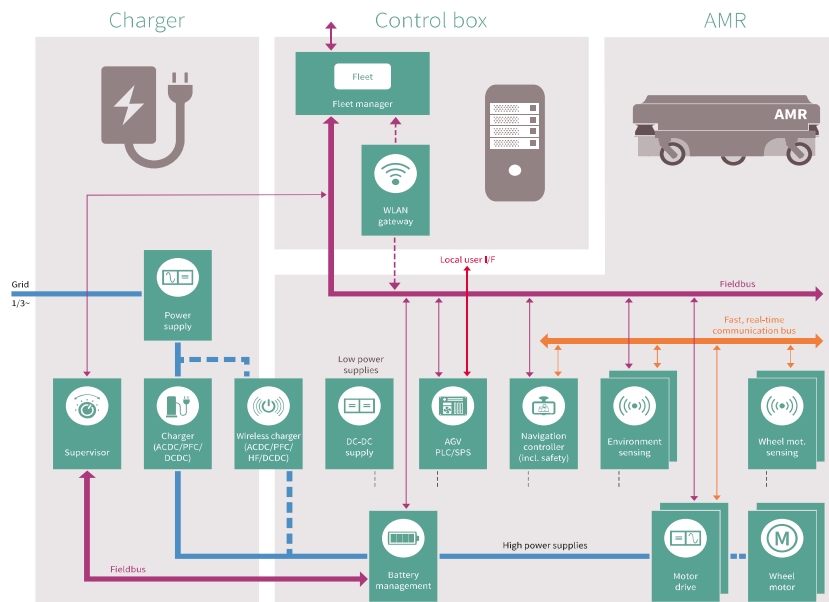 Charger
Control box
AMR
Fleet
Fleet manager
AMR
WLAN
gateway
Local user I/F
Grid
1/3~
Fieldbus
Power
supply
Fast, real-time
communication bus
Low power
supplies
Supervisor
Charger
(ACDC/PFC/
DCDC)
Wireless charger
(ACDC/PFC/
HF/DCDC)
DC-DC
supply
AGV
PLC/SPS
Navigation
controller
(incl. safety)
Environment
sensing
Wheel mot.
sensing
High power supplies
Fieldbus
Battery
management
Motor
drive
M
Wheel
motor